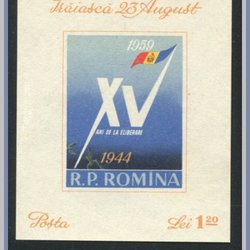 Trăiască 23 August
1959
XV
ANI DE LA ELIBERARE
1944
R.P. ROMINA
Posta Lei 1.20